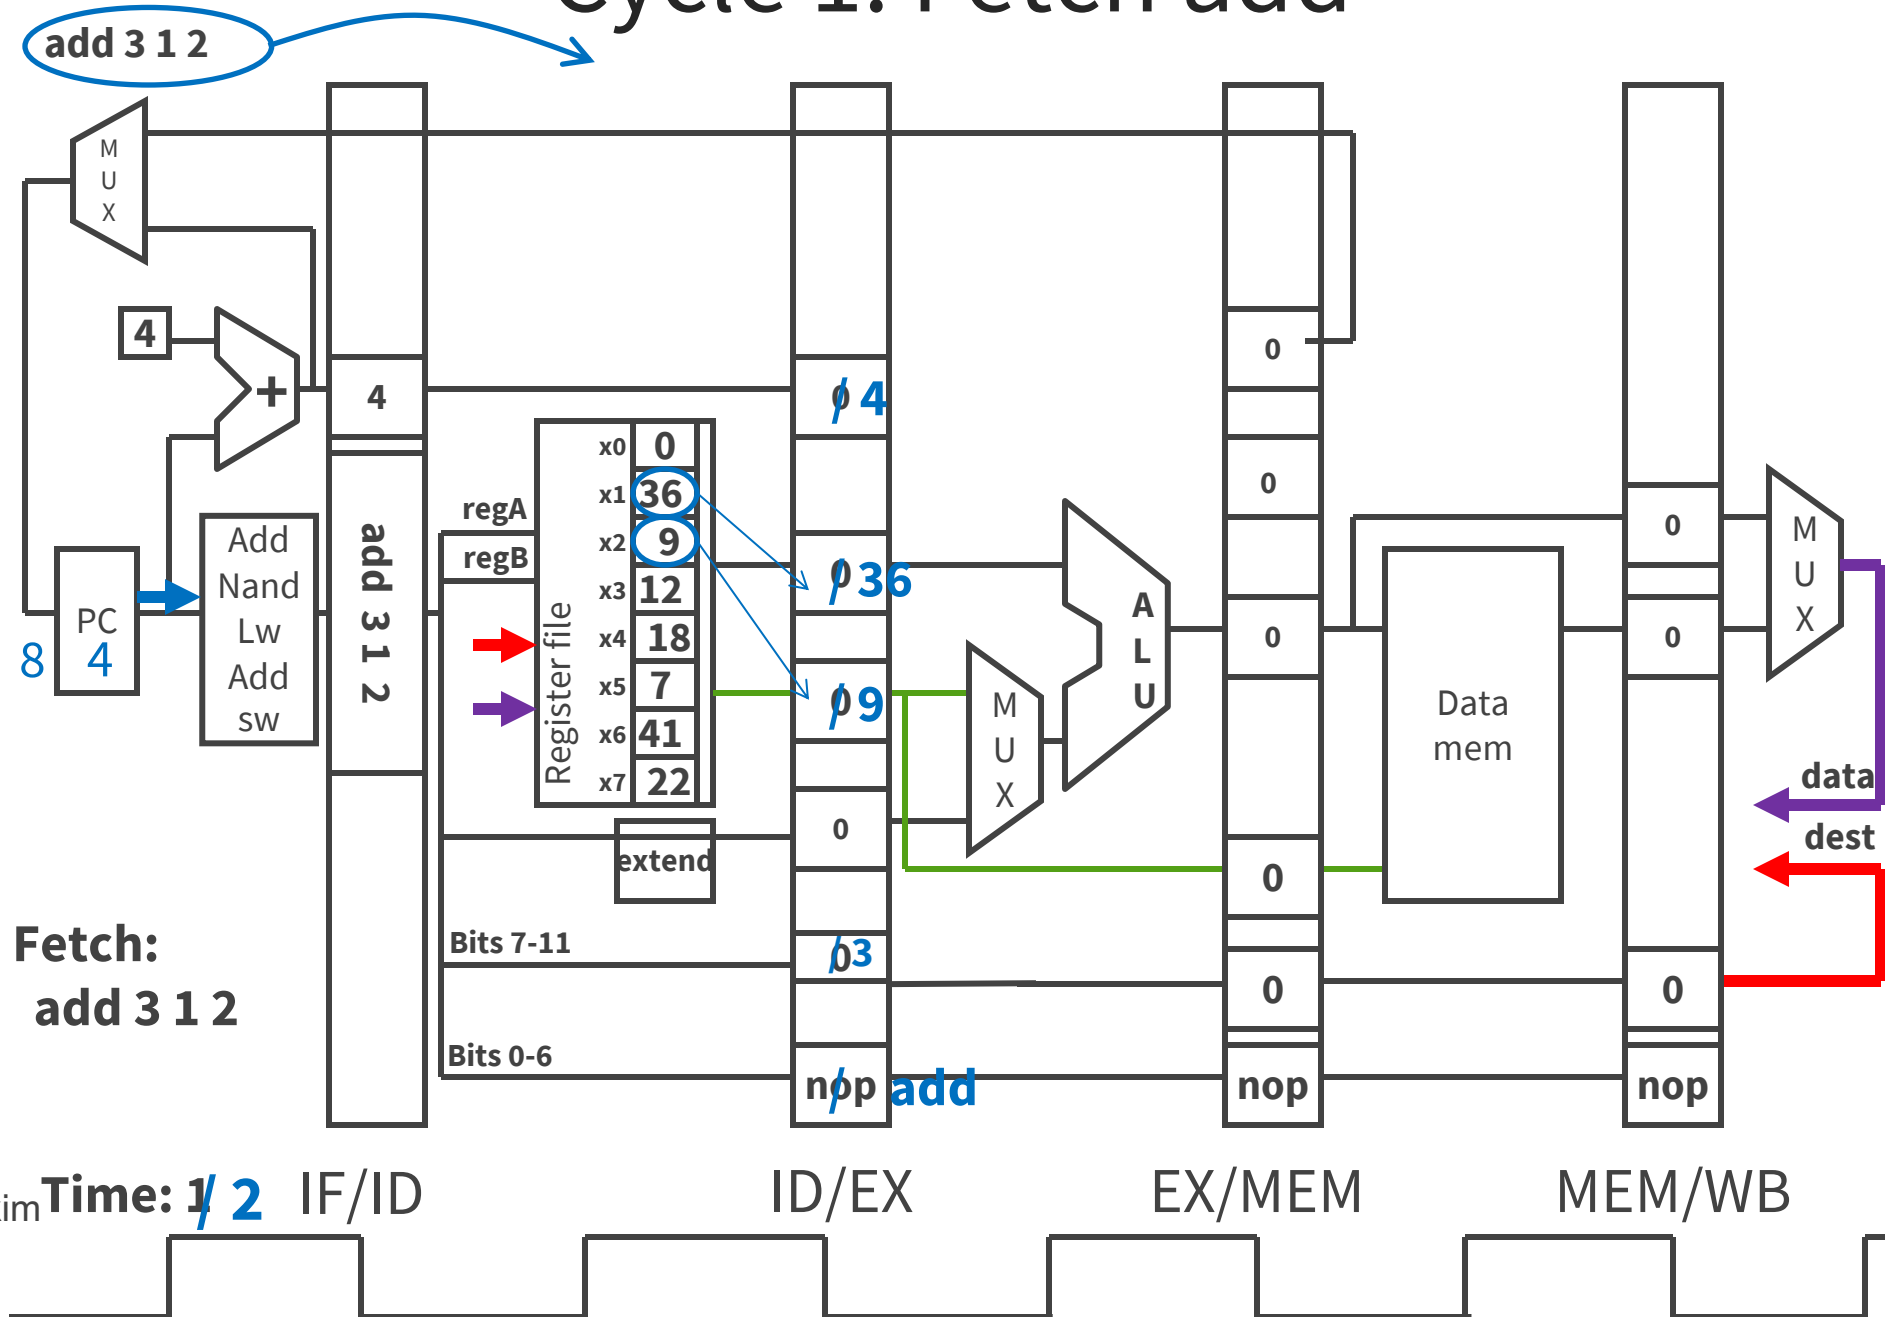 Cycle 1: Fetch add
add 3 1 2
M
U
X
4
+
4
0
4
0
x0 0
x1 36
x2 9
x3 12
x4 18
x5 7
x6 41
x7 22
Register file
regA
regB
add 3 1 2
PC
8 4
Add
Nand
Lw
Add
sw
0 36
0 9
0
extend
M
U
X
A
L
U
0
0
0
0
nop
Data
mem
0
0
0
nop
M
U
X
data
dest
Fetch:
add 3 1 2
Bits 7-11
0 3
Bits 0-6
nop add
Time: 1 2
IF/ID
ID/EX
EX/MEM
MEM/WB